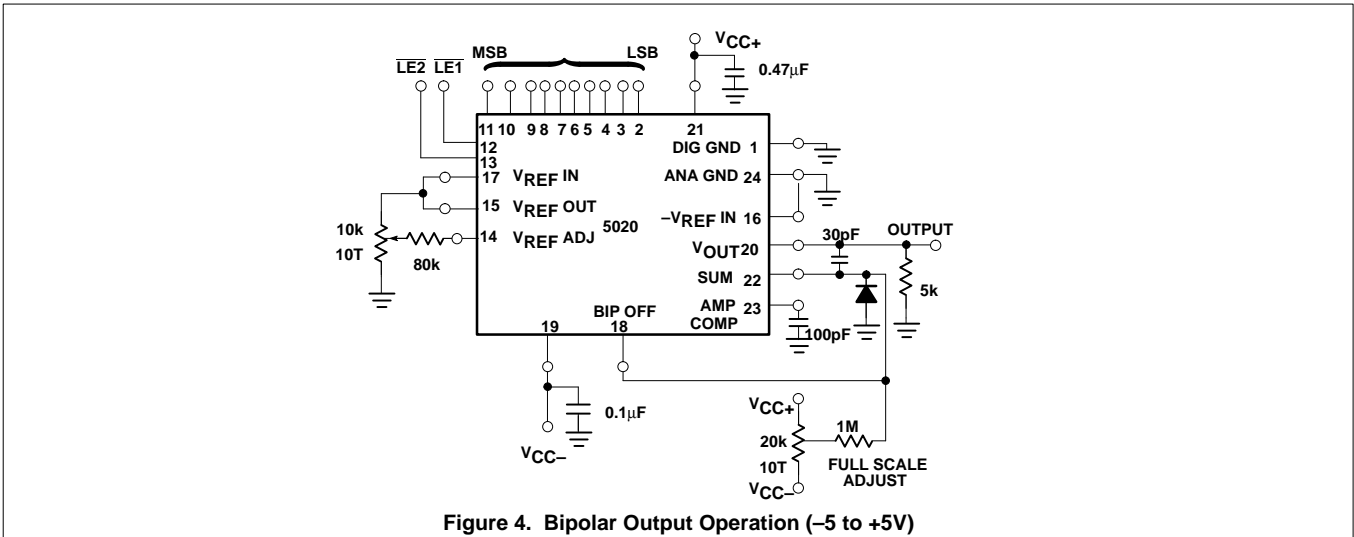 VCC+
MSB LSB
LE2 LE1
0.47µF
11 10 9 8 7 6 5 4 3 2 21
12
13
DIG GND 1
17 VREF IN
ANA GND 24
15 VREF OUT
5020
–VREF IN 16
10k
10T
14 VREF ADJ
80k
30pF
OUTPUT
VOUT 20
SUM 22
5k
AMP COMP 23
100pF
BIP OFF
19 18
0.1µF
VCC–
VCC+
20k
10T
1M
FULL SCALE
ADJUST
VCC–
Figure 4. Bipolar Output Operation (–5 to +5V)